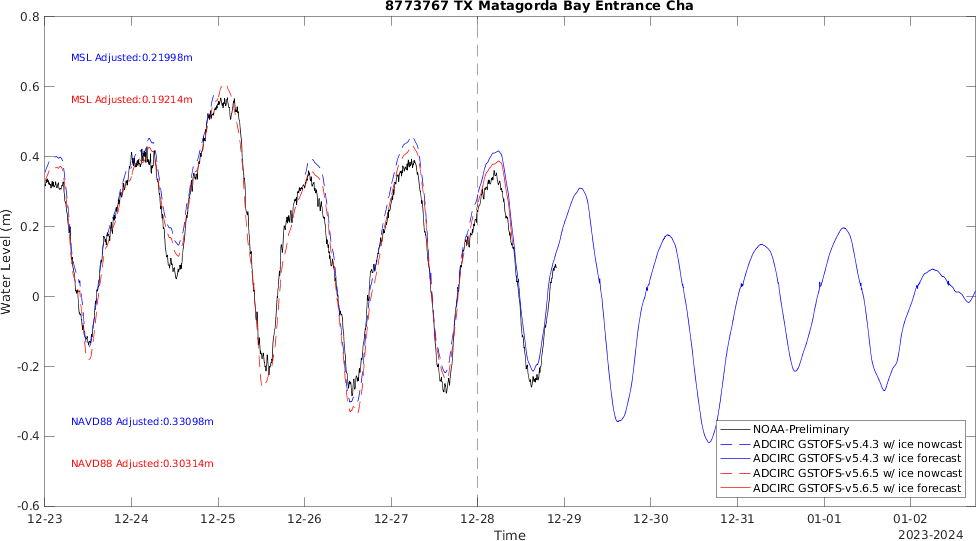 8773767 TX Matagorda Bay Entrance Cha
0.8
0.6
0.4
0.2
0
-0.2
-0.4
-0.6
Water Level (m)
MSL Adjusted:0.21998m
MSL Adjusted:0.19214m
NAVD88 Adjusted:0.33098m
NAVD88 Adjusted:0.30314m
NOAA-Preliminary
ADCIRC GSTOFS-v5.4.3 w/ ice nowcast
ADCIRC GSTOFS-v5.4.3 w/ ice forecast
ADCIRC GSTOFS-v5.6.5 w/ ice nowcast
ADCIRC GSTOFS-v5.6.5 w/ ice forecast
12-23 12-24 12-25 12-26 12-27 12-28 12-29 12-30 12-31 01-01 01-02
Time
2023-2024